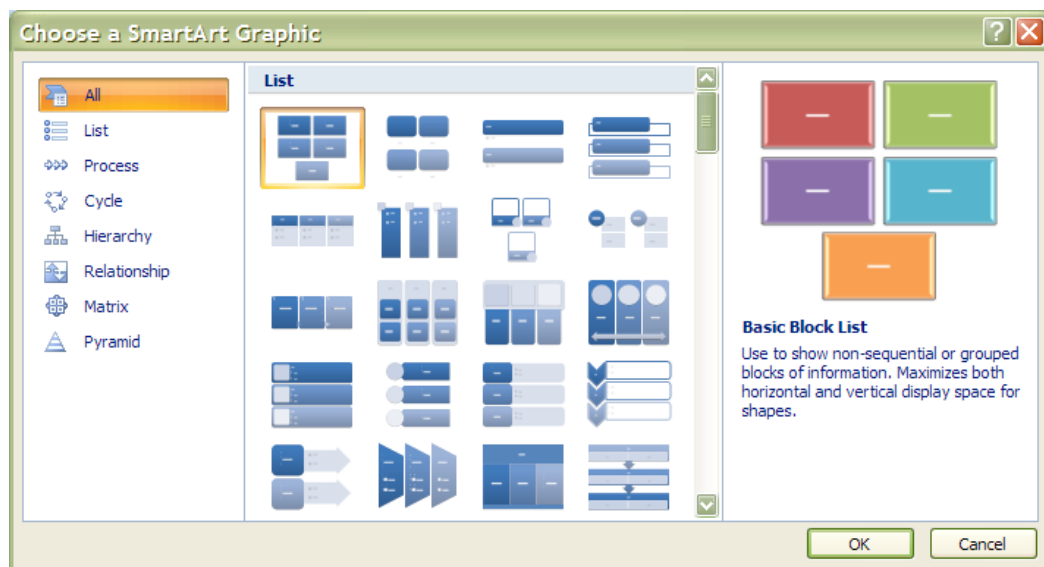 Choose a SmartArt Graphic
All
List
Process
Cycle
Hierarchy
Relationship
Matrix
Pyramid
List
Basic Block List
Use to show non-sequential or grouped
blocks of information. Maximizes both
horizontal and vertical display space for
shapes.
OK
Cancel